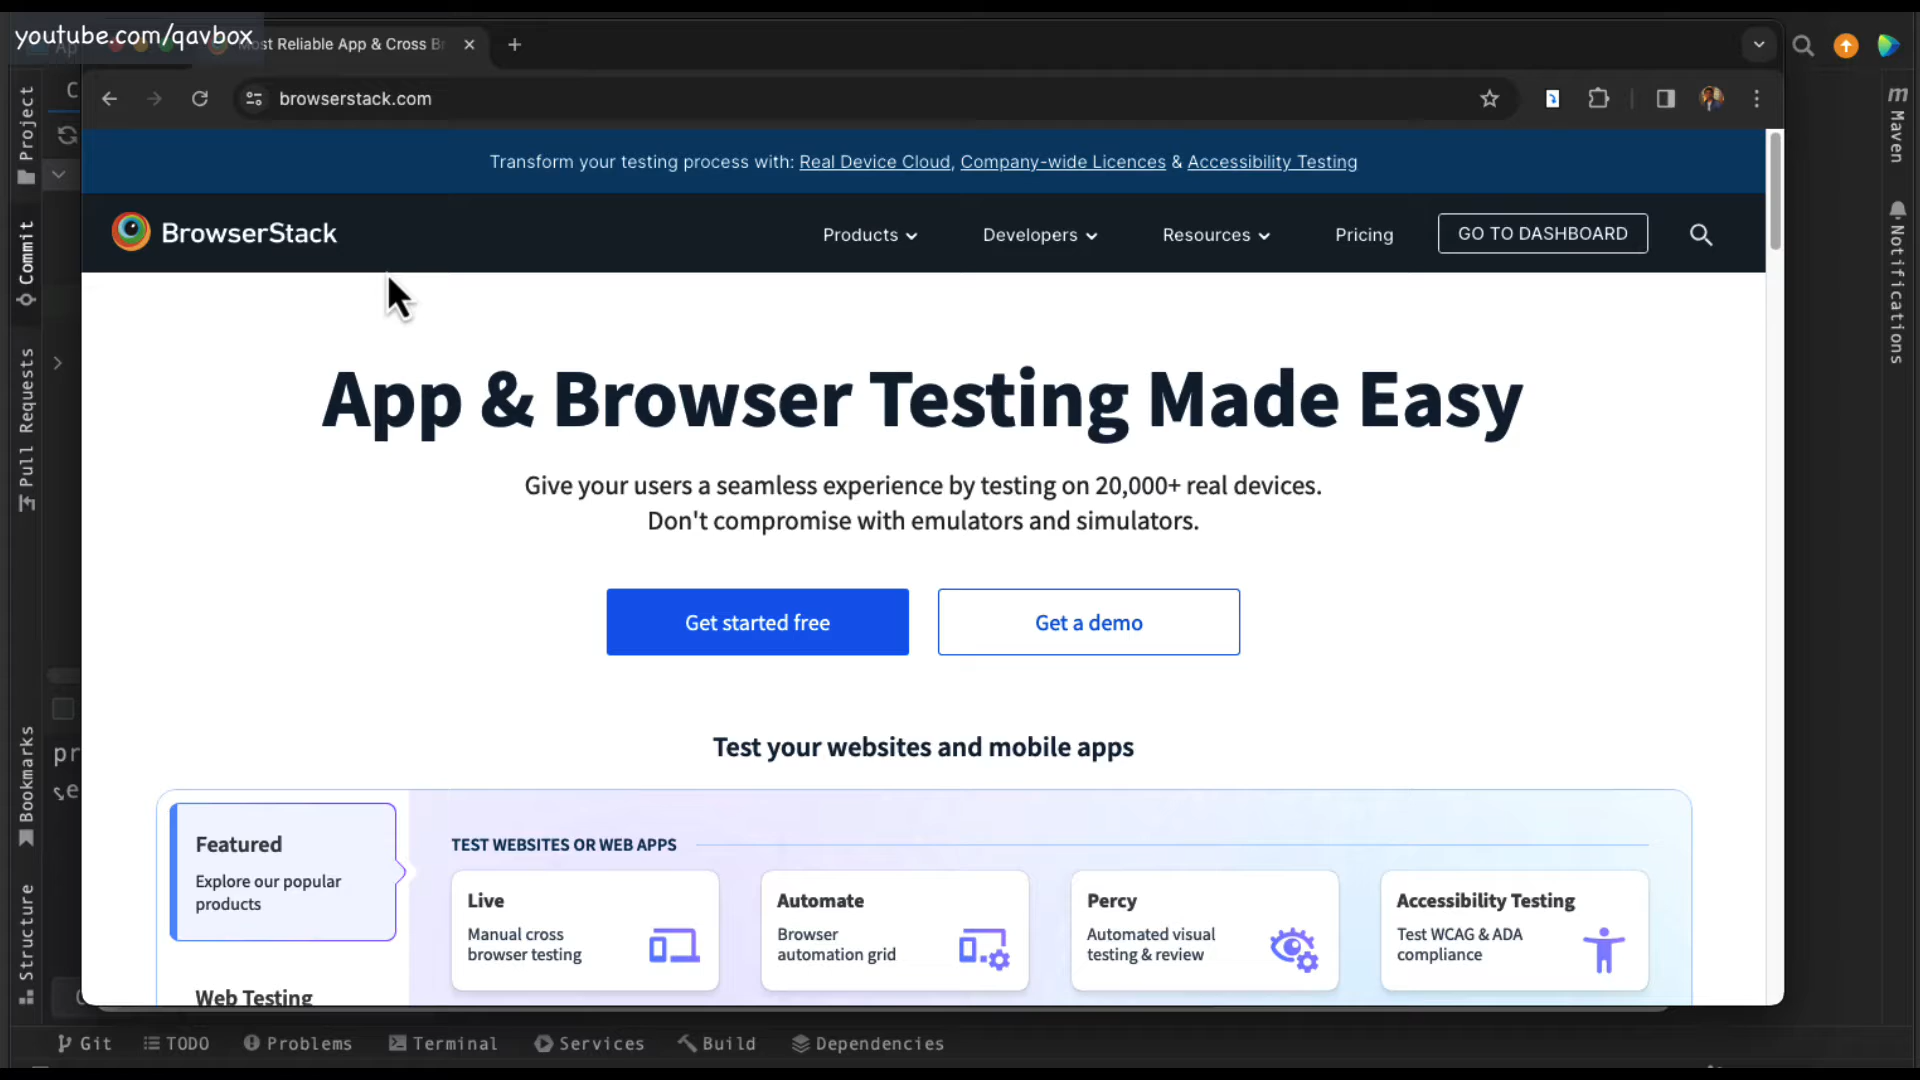 youtube.com/qavbox
st Reliable App & Cross Br
browserstack.com
Transform your testing process with: Real Device Cloud, Company-wide Licences & Accessibility Testing
BrowserStack
Products
Developers
Resources
Pricing
GO TO DASHBOARD
App & Browser Testing Made Easy
Give your users a seamless experience by testing on 20,000+ real devices.
Don't compromise with emulators and simulators.
Get started free
Get a demo
Test your websites and mobile apps
Featured
Explore our popular
products
Web Testing
TEST WEBSITES OR WEB APPS
Live
Manual cross
browser testing
Automate
Browser
automation grid
Percy
Automated visual
testing & review
Accessibility Testing
Test WCAG & ADA
compliance
Project
Commit
Pull Requests
Bookmarks
Structure
pr
Maven
Notifications
Git
TODO
Problems
Terminal
Services
Build
Dependencies